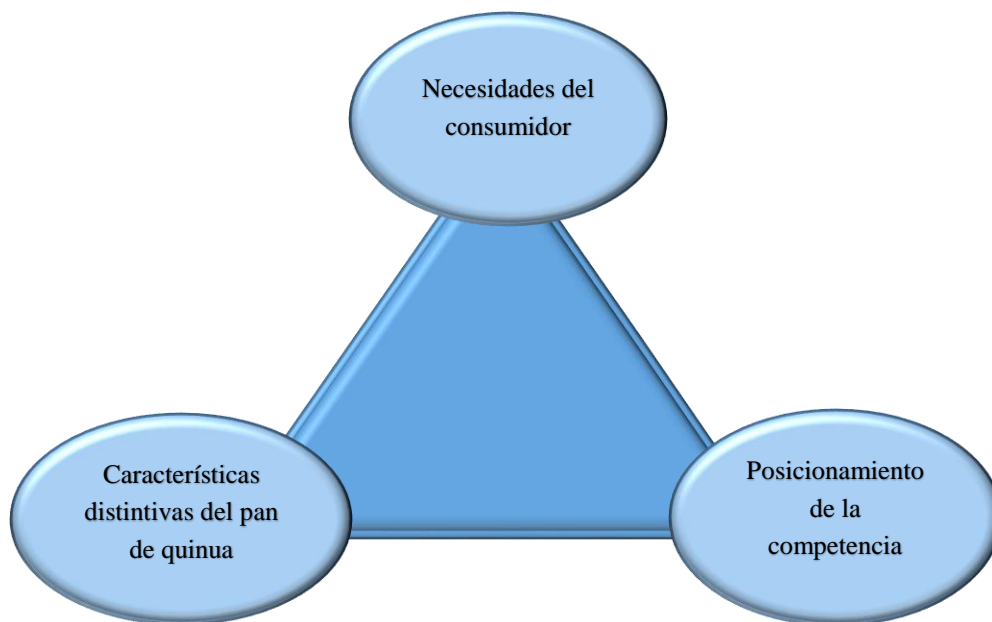 Necesidades del
consumidor
Características
distintivas del pan
de quinua
Posicionamiento
de la
competencia